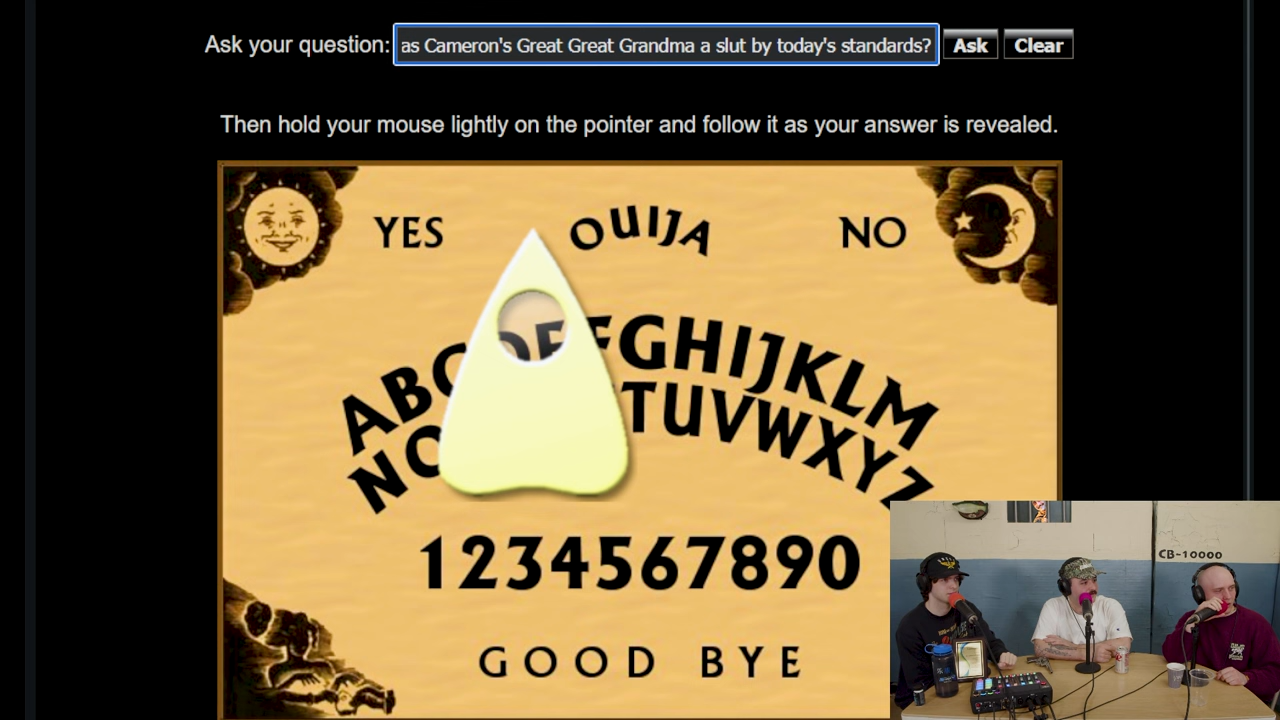 Ask your question: as Cameron's Great Great Grandma a slut by today's standards? Ask Clear
Then hold your mouse lightly on the pointer and follow it as your answer is revealed.
YES OUIJA NO
ABCDEFGHIJKLM
NO TUVWXYZ
1234567890
GOOD BYE
CB-10000